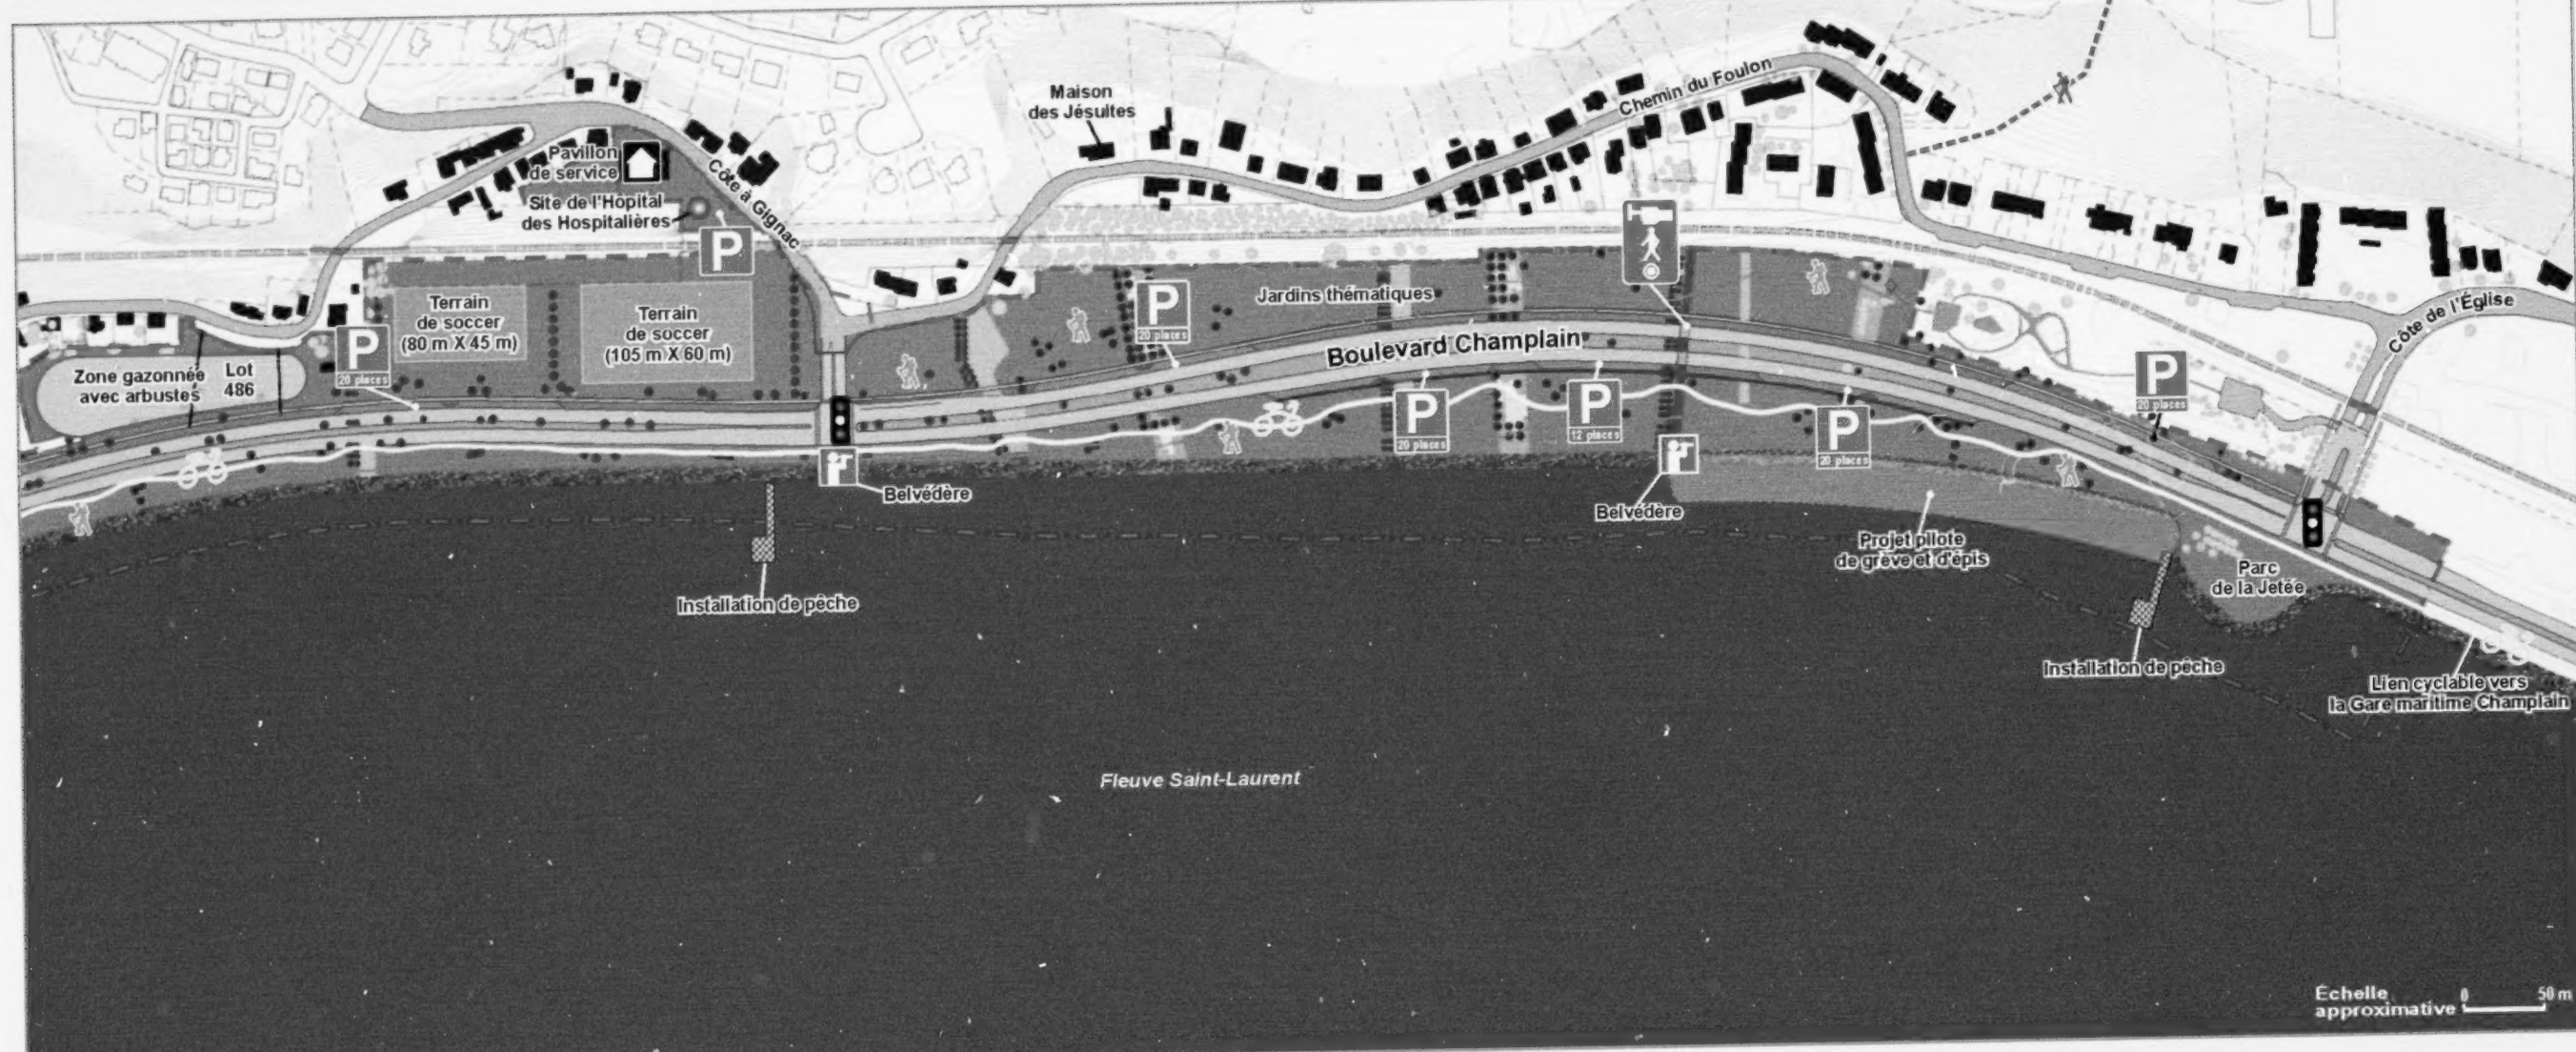 Maison
des Jésuites
Chemin du Foulon
Pavillon
de service
Côte à Gignac
Site de l'Hôpital
des Hospitalières
P
Terrain
de soccer
(80 m X 45 m)
Terrain
de soccer
(105 m X 60 m)
P
20 places
Jardins thématiques
Côte de l'Église
Boulevard Champlain
P
20 places
Zone gazonnée
avec arbustes
Lot
486
P
20 places
P
20 places
P
12 places
P
20 places
Belvédère
Belvédère
Projet pilote
de grève et d'épis
Parc
de la Jetée
Installation de pêche
Installation de pêche
Lien cyclable vers
la Gare maritime Champlain
Fleuve Saint-Laurent
Échelle
approximative
0 50 m